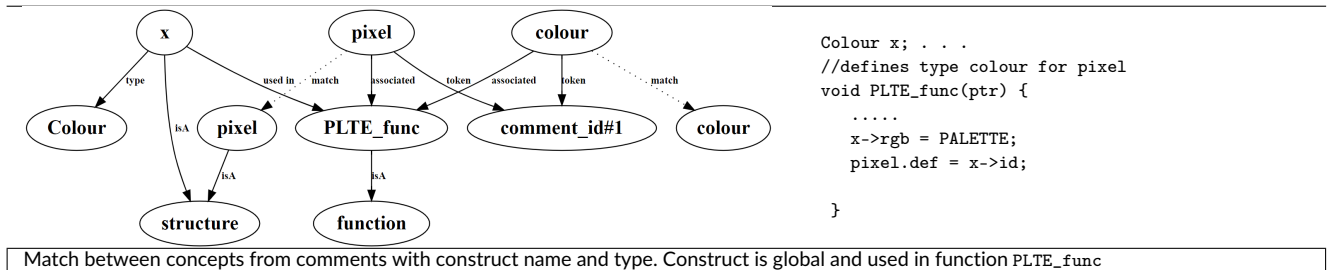 x pixel colour
type used in match associated token associated token match
Colour isA pixel PLTE_func comment_id#1 colour
isA isA
structure function
Colour x; . . .
//defines type colour for pixel
void PLTE_func(ptr) {
.....
x->rgb = PALETTE;
pixel.def = x->id;
}
Match between concepts from comments with construct name and type. Construct is global and used in function PLTE_func